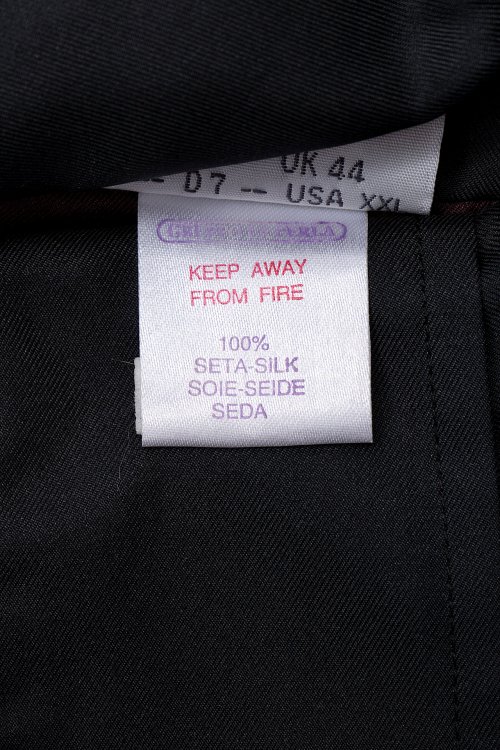 UK 44
-- D7 -- USA XXL
KEEP AWAY
FROM FIRE
100%
SETA-SILK
SOIE-SEIDE
SEDA